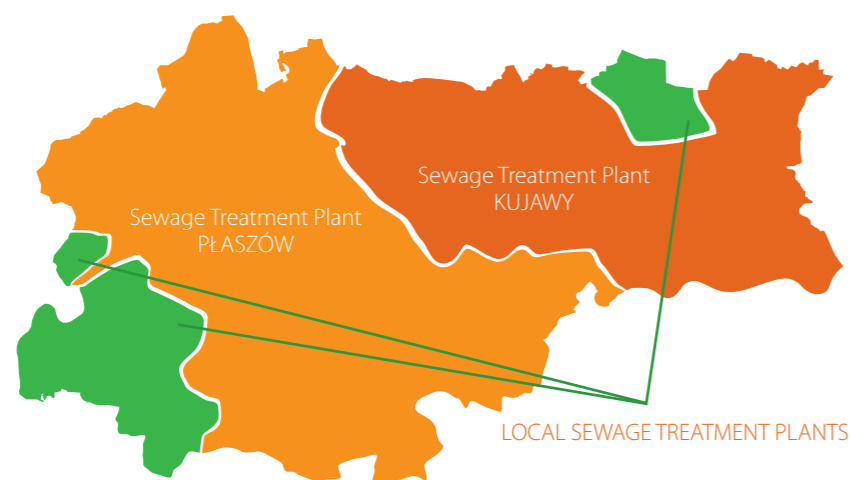 Sewage Treatment Plant
KUJAWY
Sewage Treatment Plant
PŁASZÓW
LOCAL SEWAGE TREATMENT PLANTS